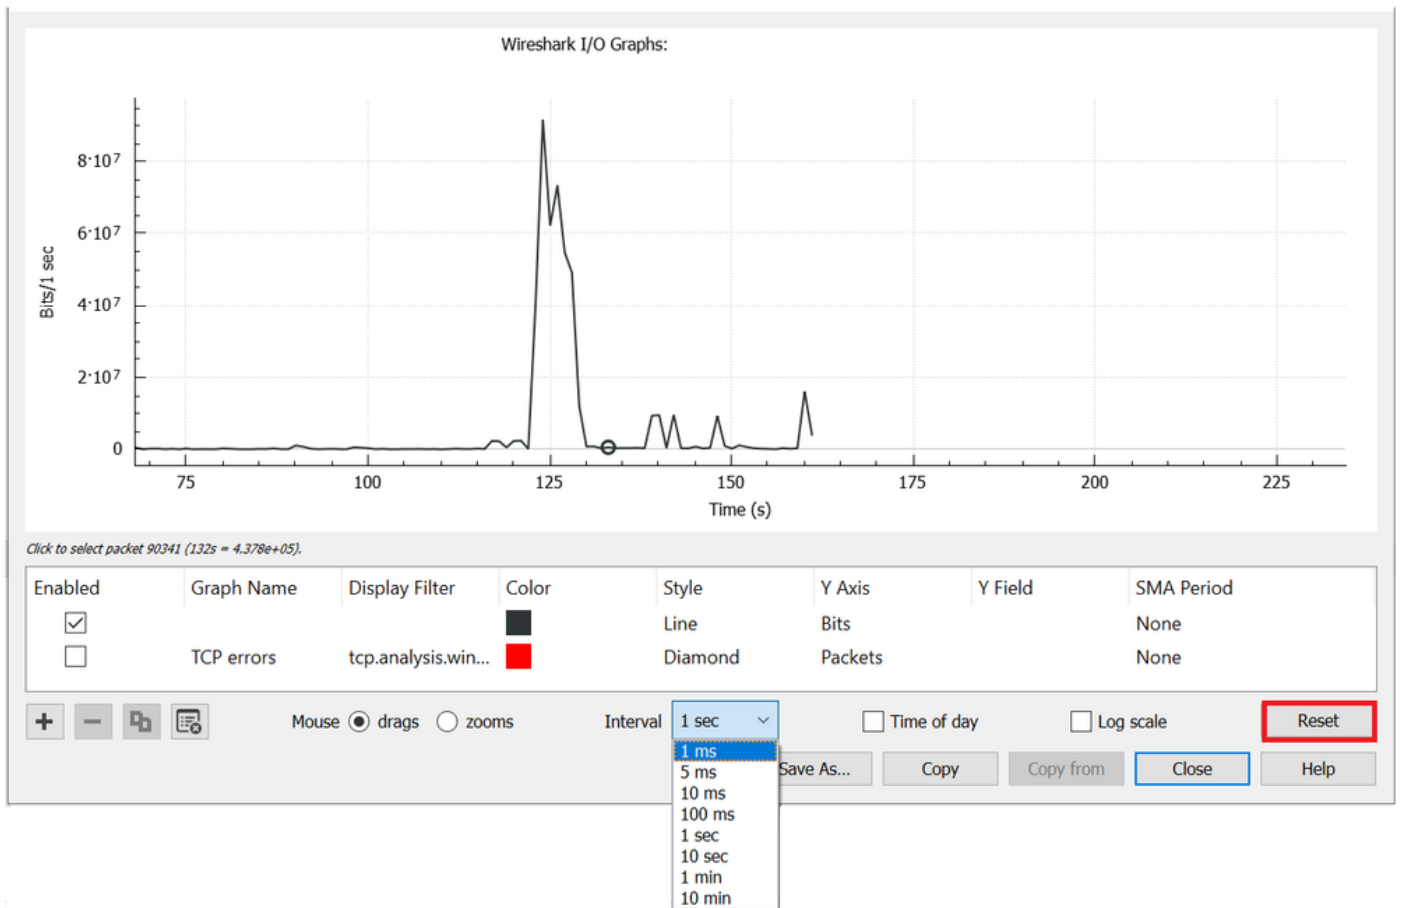 Wireshark I/O Graphs:
8·10⁷
6·10⁷
4·10⁷
2·10⁷
0
Bits/1 sec
75 100 125 150 175 200 225
Time (s)
Click to select packet 90341 (132s = 4.378e+05).
Enabled Graph Name Display Filter Color Style Y Axis Y Field SMA Period
Line Bits None
TCP errors tcp.analysis.win... Diamond Packets None
Mouse drags zooms Interval 1 sec Time of day Log scale Reset
1 ms
Save As... Copy Copy from Close Help
5 ms
10 ms
100 ms
1 sec
10 sec
1 min
10 min